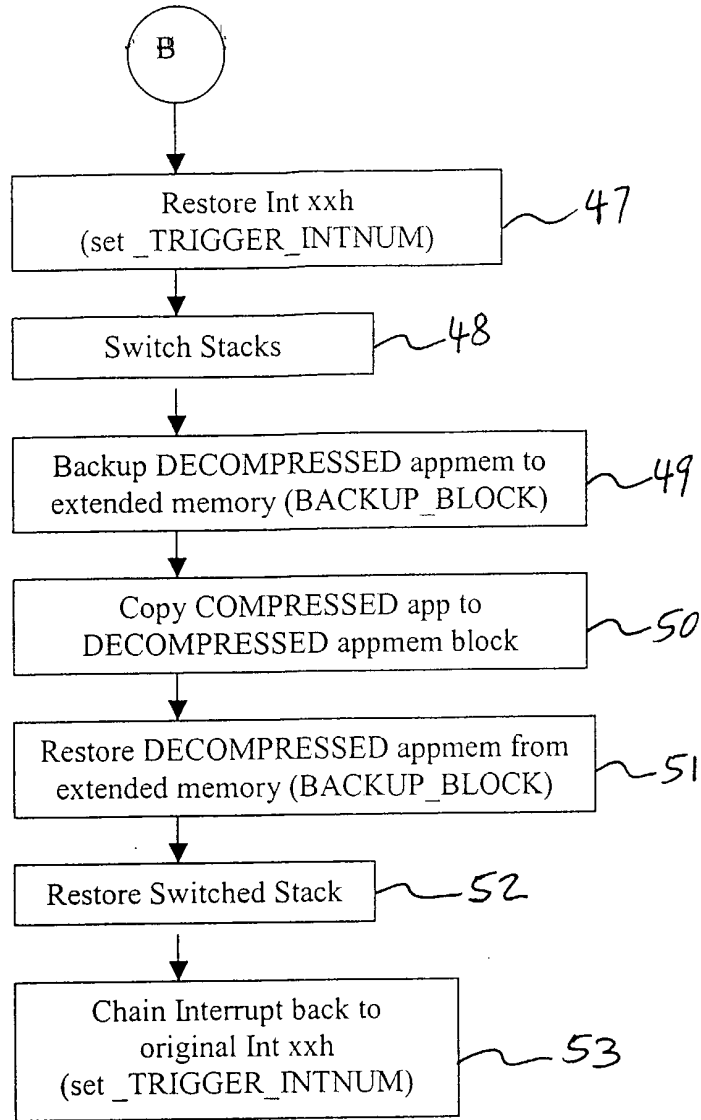 B
Restore Int xxh
(set _TRIGGER_INTNUM)
47
Switch Stacks
48
Backup DECOMPRESSED appmem to
extended memory (BACKUP_BLOCK)
49
Copy COMPRESSED app to
DECOMPRESSED appmem block
50
Restore DECOMPRESSED appmem from
extended memory (BACKUP_BLOCK)
51
Restore Switched Stack
52
Chain Interrupt back to
original Int xxh
(set _TRIGGER_INTNUM)
53